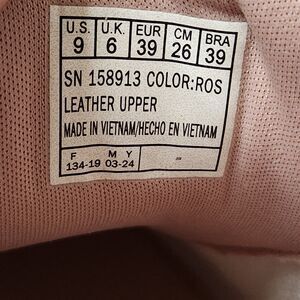 U.S. U.K. EUR CM BRA
9 6 39 26 39
SN 158913 COLOR:ROS
LEATHER UPPER
MADE IN VIETNAM/HECHO EN VIETNAM
F M Y
134-19 03-24